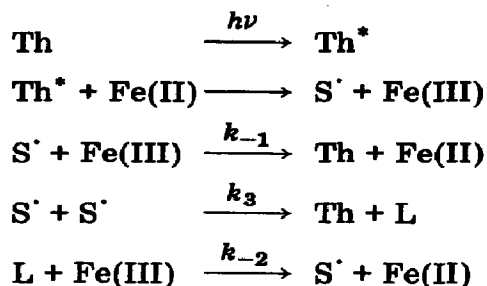 Th hν⟶ Th*
Th* + Fe(II) ⟶ S· + Fe(III)
S· + Fe(III) k₋₁⟶ Th + Fe(II)
S· + S· k₃⟶ Th + L
L + Fe(III) k₋₂⟶ S· + Fe(II)